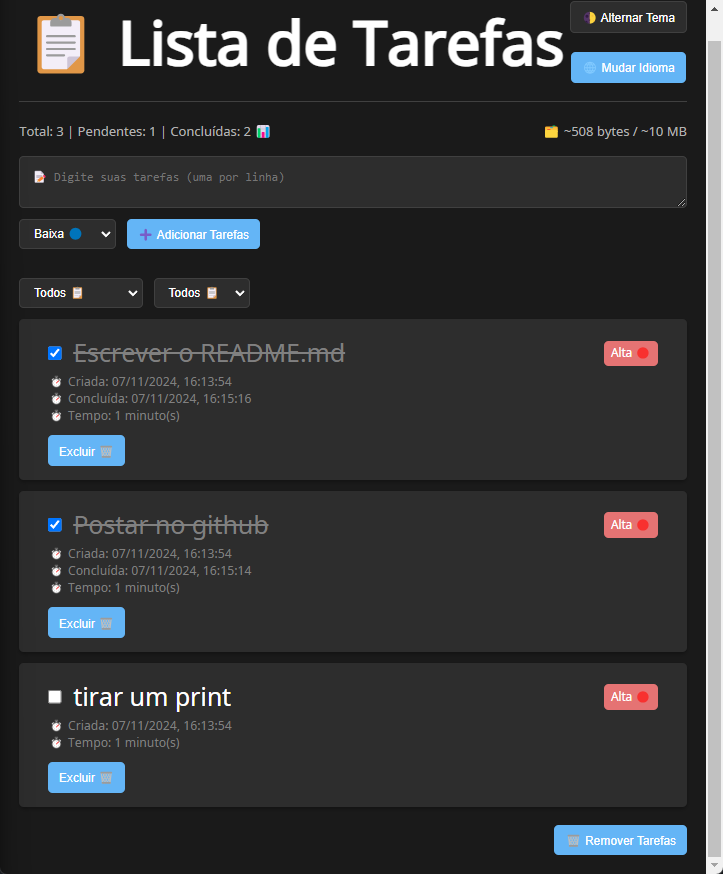 Lista de Tarefas
Alternar Tema
Mudar Idioma
Total: 3 | Pendentes: 1 | Concluídas: 2
~508 bytes / ~10 MB
Digite suas tarefas (uma por linha)
Baixa
Adicionar Tarefas
Todos
Todos
Escrever o README.md
Alta
Criada: 07/11/2024, 16:13:54
Concluída: 07/11/2024, 16:15:16
Tempo: 1 minuto(s)
Excluir
Postar no github
Alta
Criada: 07/11/2024, 16:13:54
Concluída: 07/11/2024, 16:15:14
Tempo: 1 minuto(s)
Excluir
tirar um print
Alta
Criada: 07/11/2024, 16:13:54
Tempo: 1 minuto(s)
Excluir
Remover Tarefas